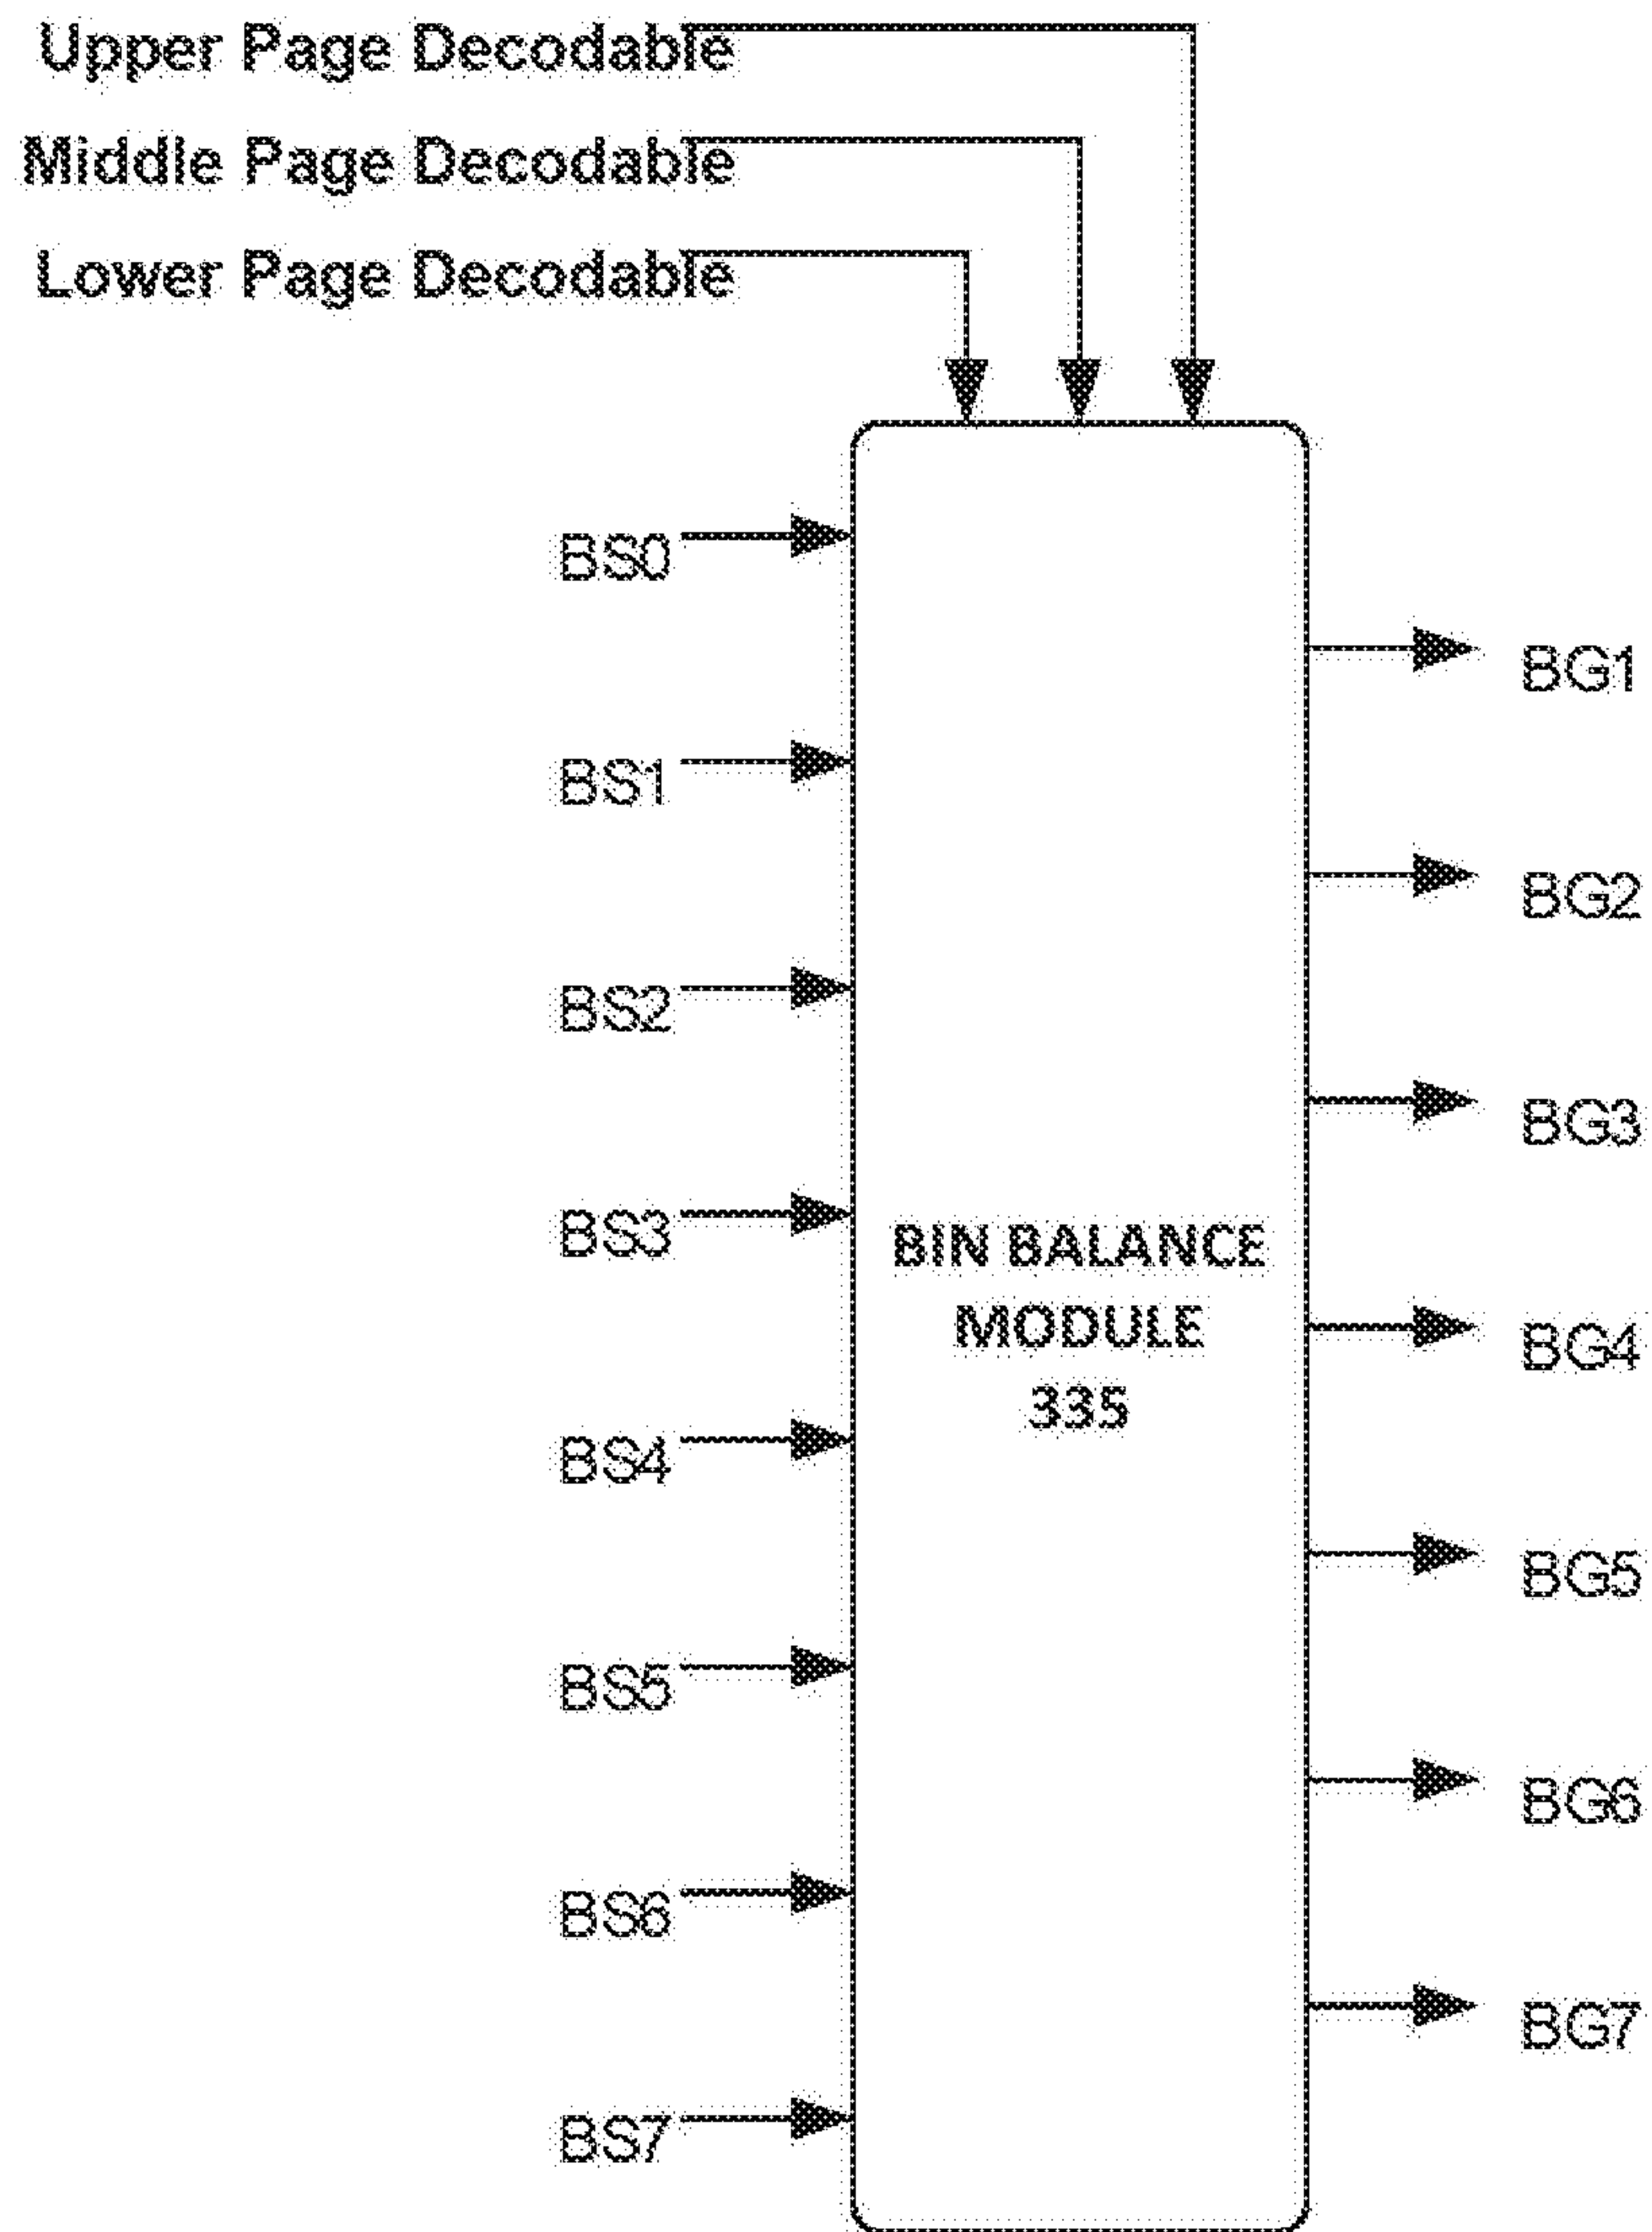 Upper Page Decodable
Middle Page Decodable
Lower Page Decodable
BS0
BG1
BS1
BG2
BS2
BG3
BS3
BIN BALANCE
MODULE
335
BG4
BS4
BG5
BS5
BG6
BS6
BG7
BS7